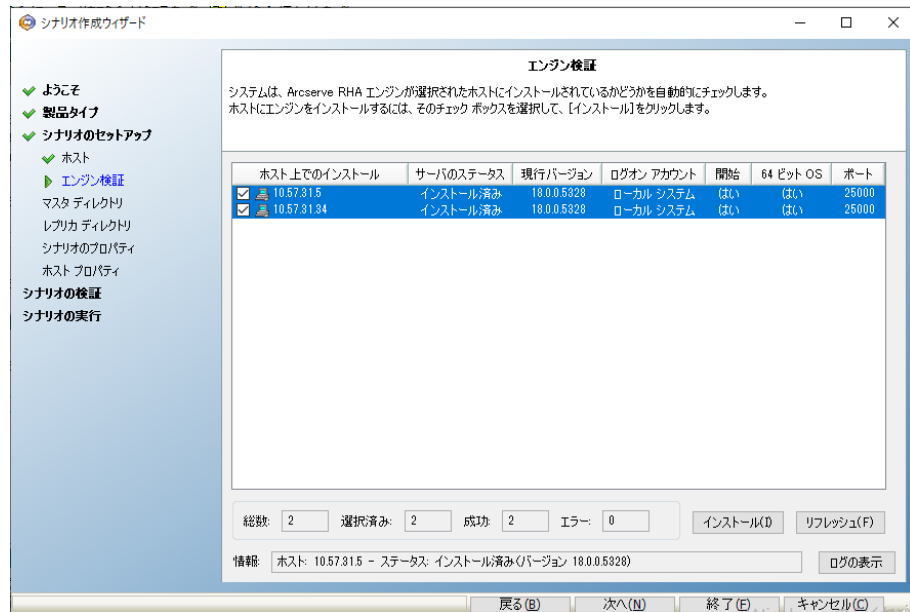 シナリオ作成ウィザード
ようこそ
製品タイプ
シナリオのセットアップ
ホスト
エンジン検証
マスタ ディレクトリ
レプリカ ディレクトリ
シナリオのプロパティ
ホスト プロパティ
シナリオの検証
シナリオの実行
エンジン検証
システムは、Arcserve RHA エンジンが選択されたホストにインストールされているかどうかを自動的にチェックします。
ホストにエンジンをインストールするには、そのチェック ボックスを選択して、[インストール]をクリックします。
ホスト上でのインストール サーバのステータス 現行バージョン ログオン アカウント 開始 64 ビット OS ポート
10.57.31.5 インストール済み 18.0.0.5328 ローカル システム はい はい 25000
10.57.31.34 インストール済み 18.0.0.5328 ローカル システム はい はい 25000
総数: 2 選択済み: 2 成功: 2 エラー: 0 インストール(I) リフレッシュ(F)
情報: ホスト: 10.57.31.5 - ステータス: インストール済み(バージョン 18.0.0.5328) ログの表示
戻る(B) 次へ(N) 終了(F) キャンセル(C)